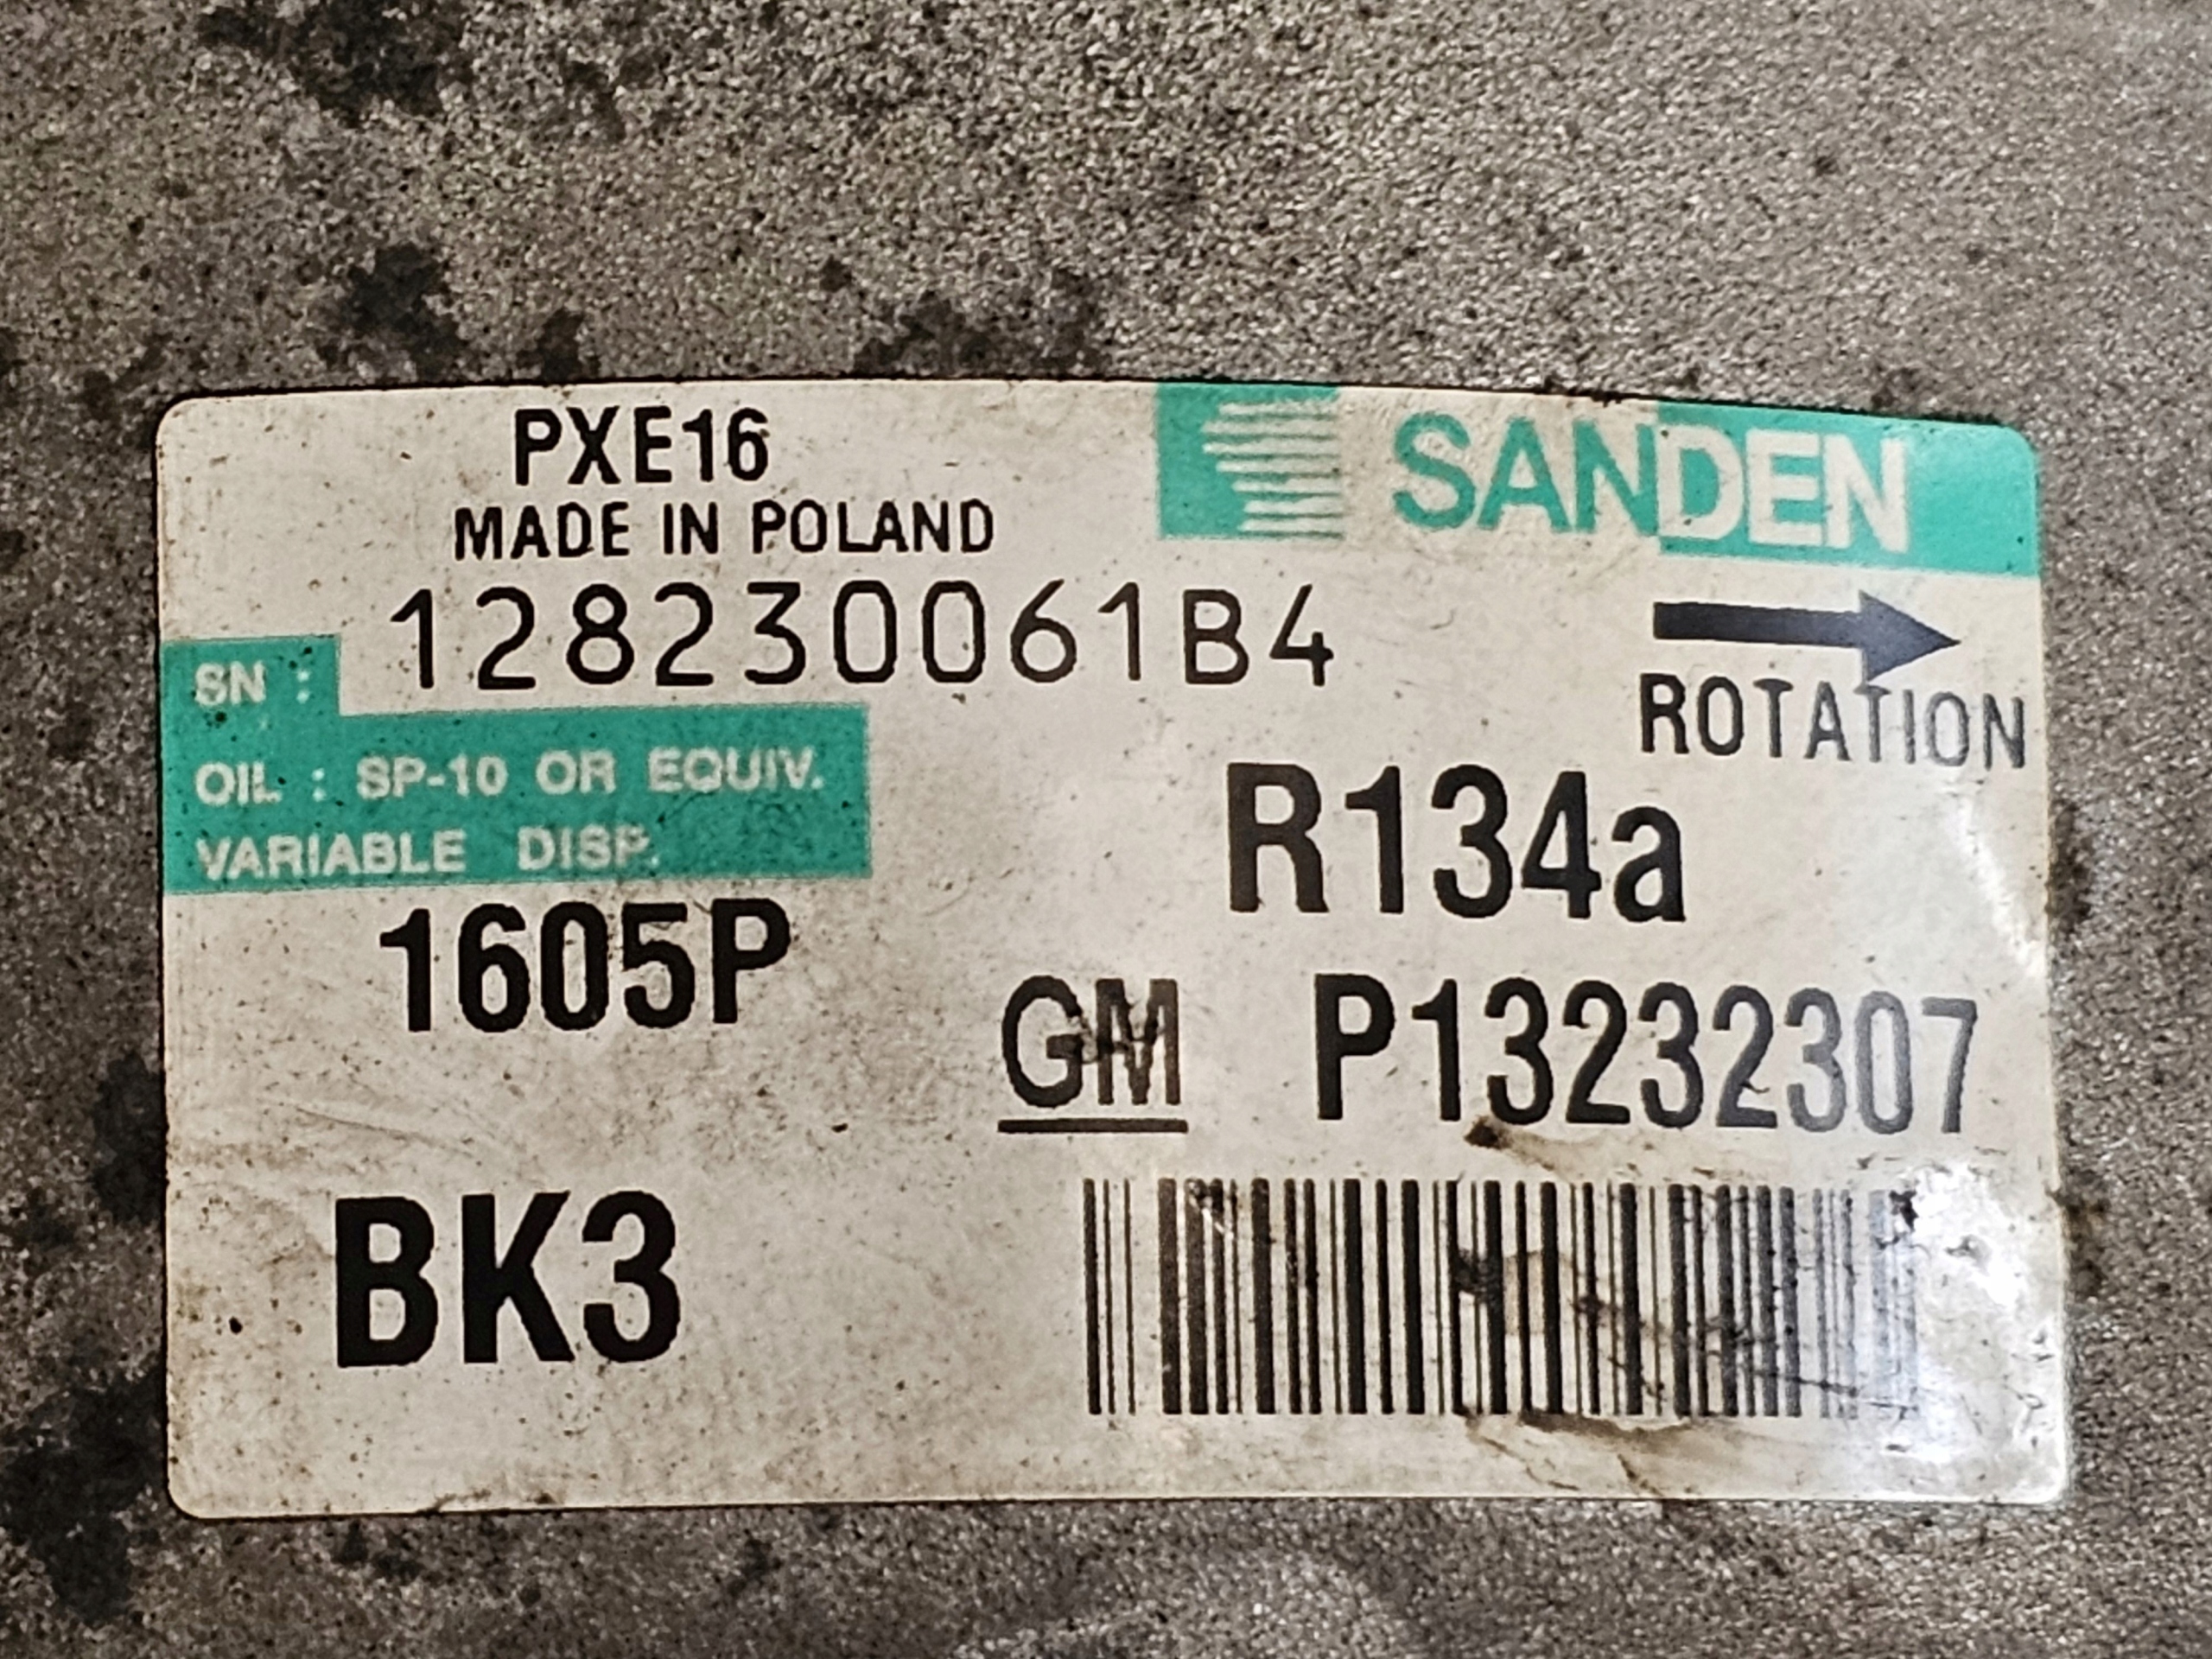 PXE16
SANDEN
MADE IN POLAND
SN : 128230061B4
ROTATION
OIL : SP-10 OR EQUIV.
VARIABLE DISP.
R134a
1605P
GM P13232307
BK3